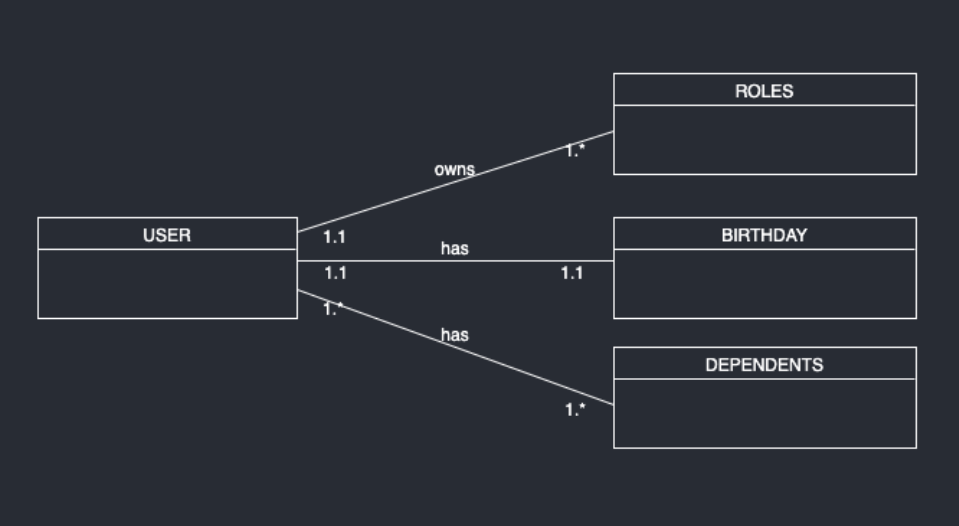 ROLES
1.*
owns
USER
1.1
has
BIRTHDAY
1.1
1.1
1.*
has
DEPENDENTS
1.*